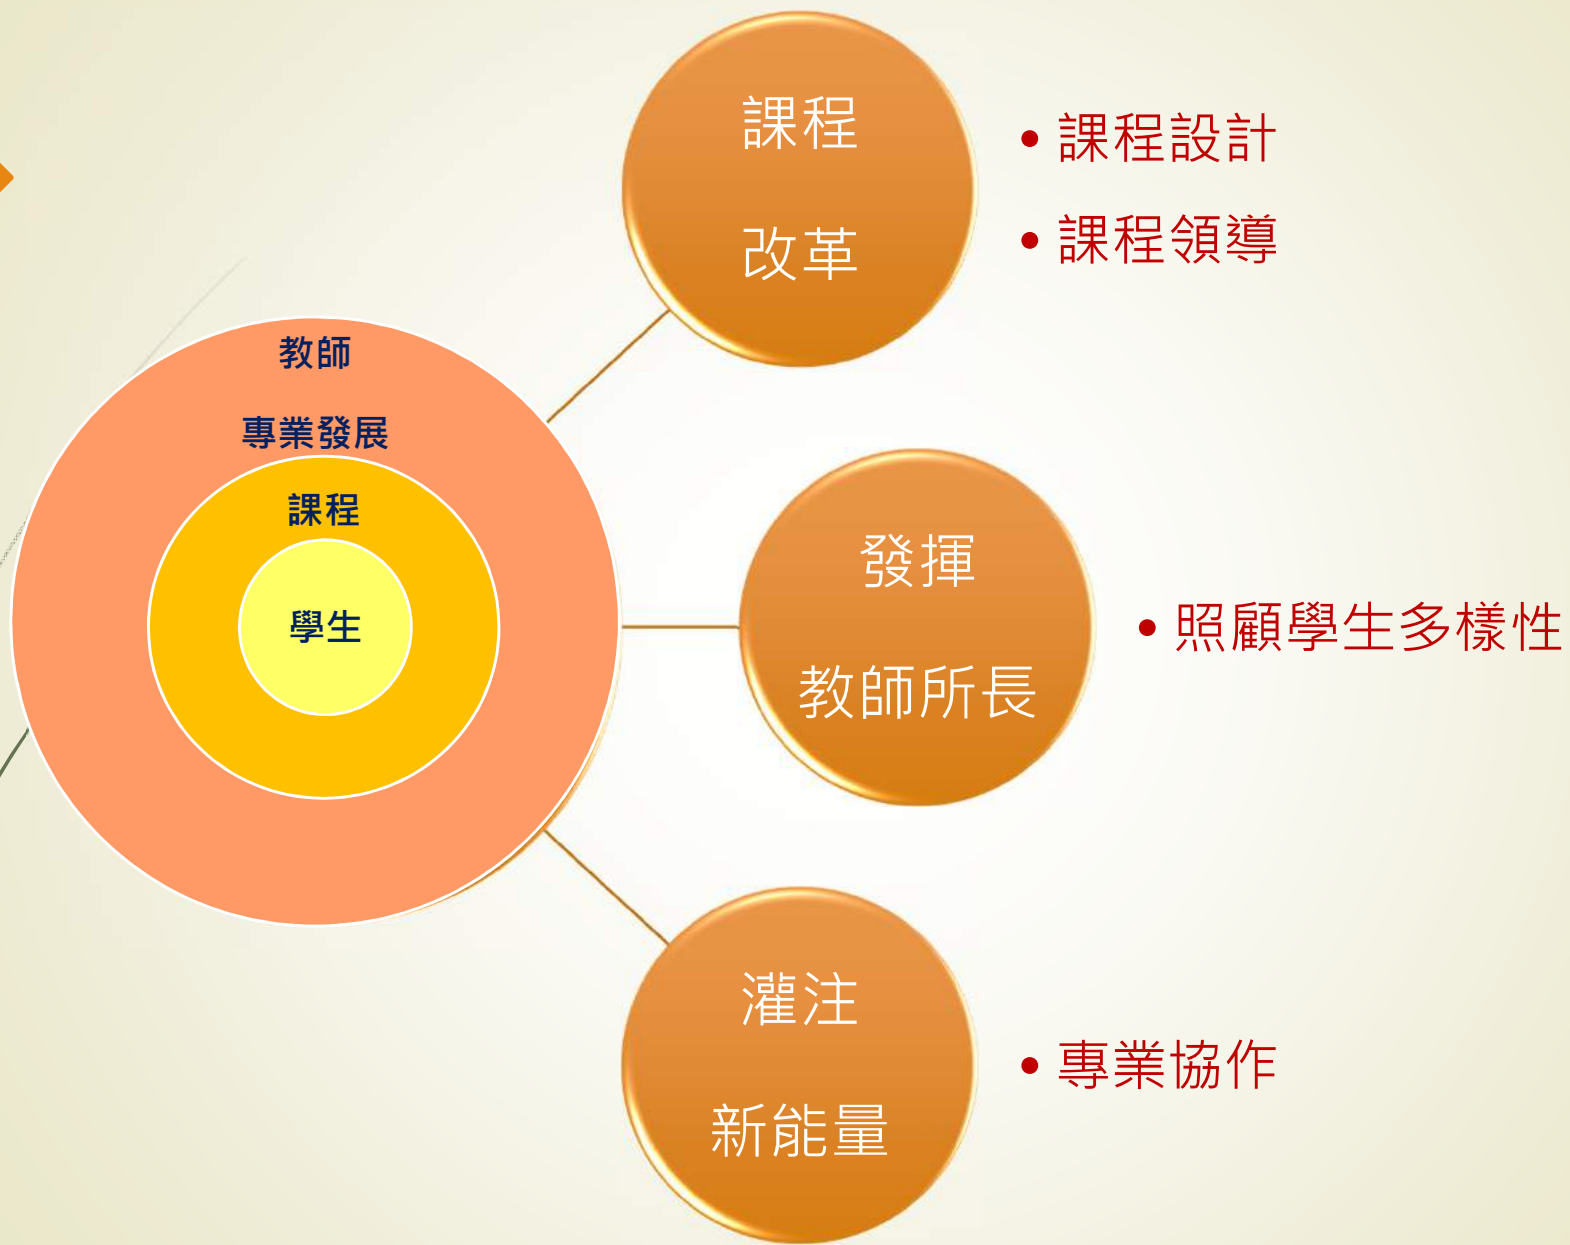 教師
專業發展
課程
學生
課程
改革
• 課程設計
• 課程領導
發揮
教師所長
• 照顧學生多樣性
灌注
新能量
• 專業協作